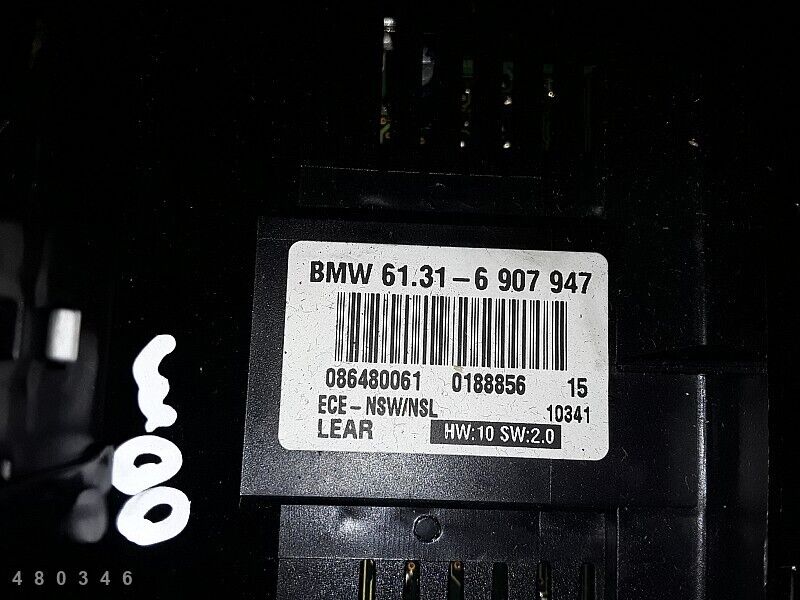 BMW 61.31-6 907 947
086480061 0188856 15
ECE-NSW/NSL 10341
LEAR HW:10 SW:2.0
480346